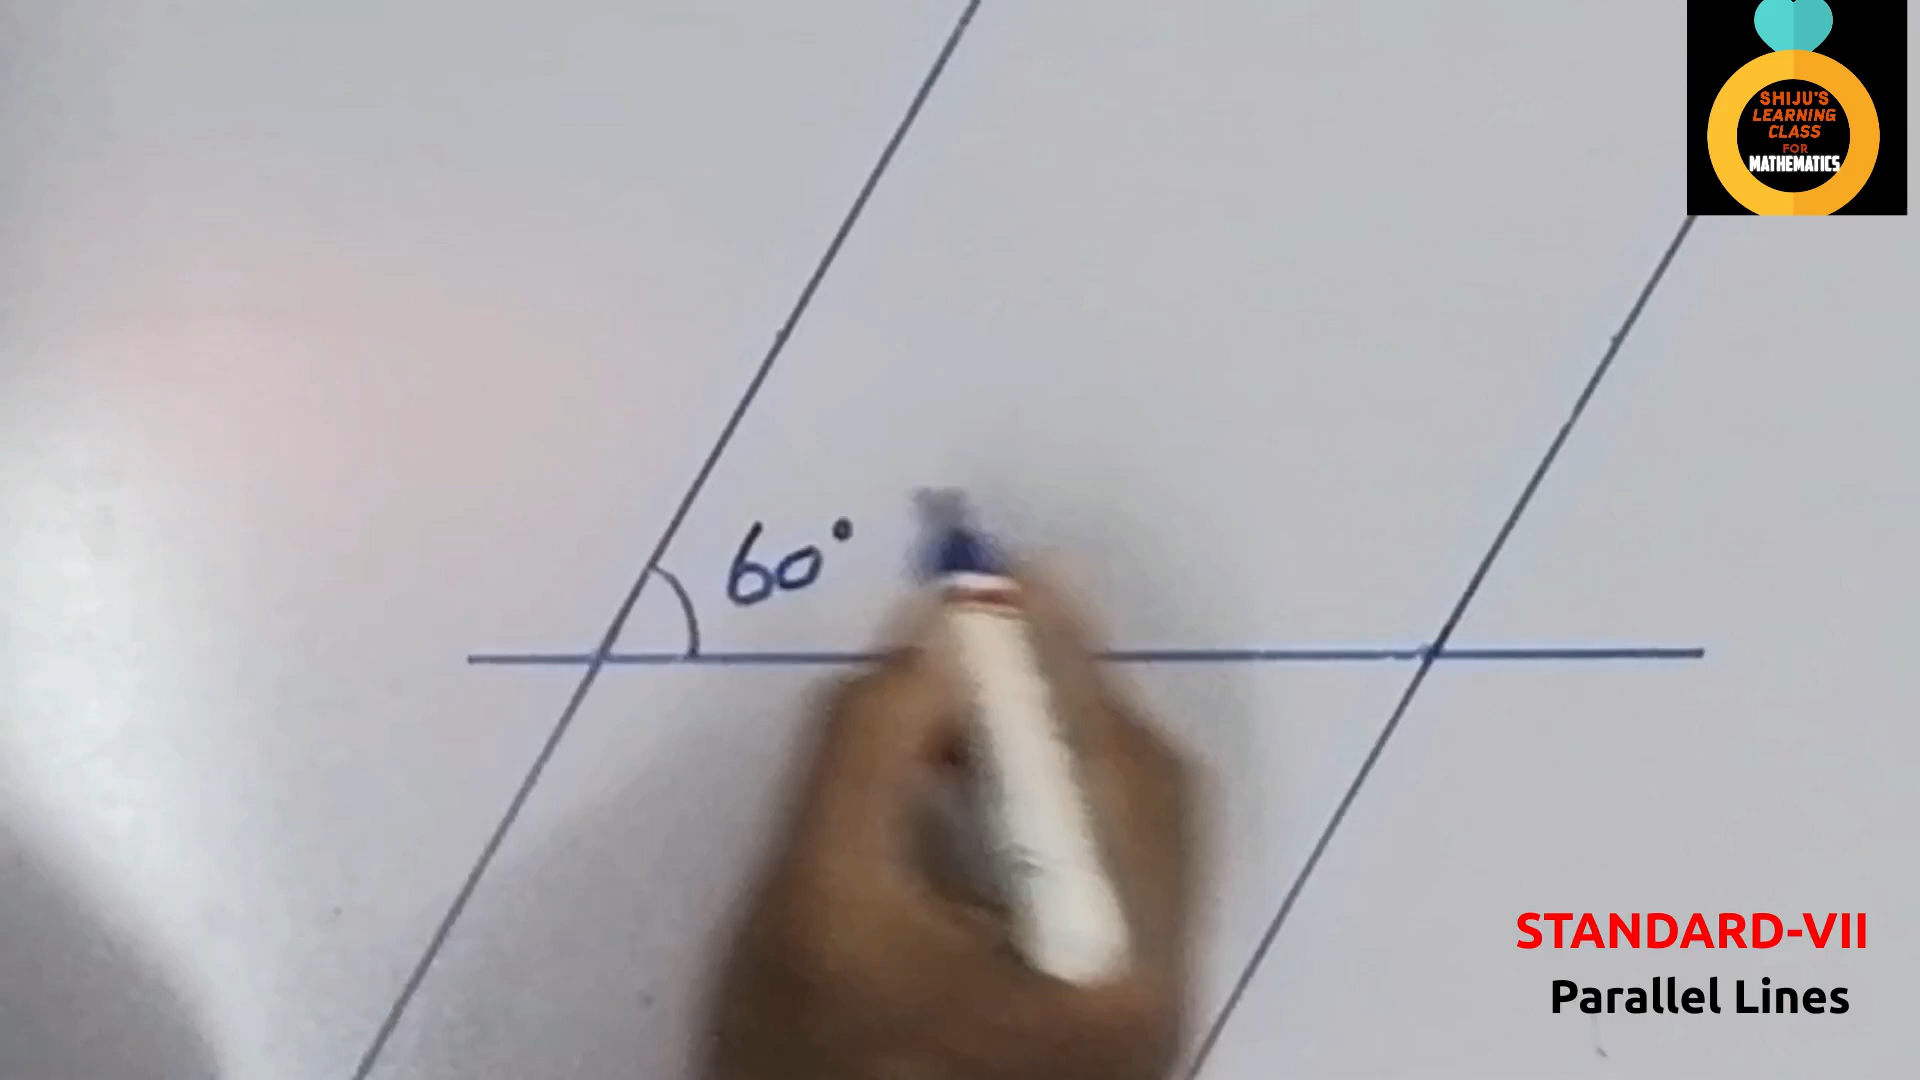 SHIJU'S
LEARNING
CLASS
FOR
MATHEMATICS
60°
STANDARD-VII
Parallel Lines